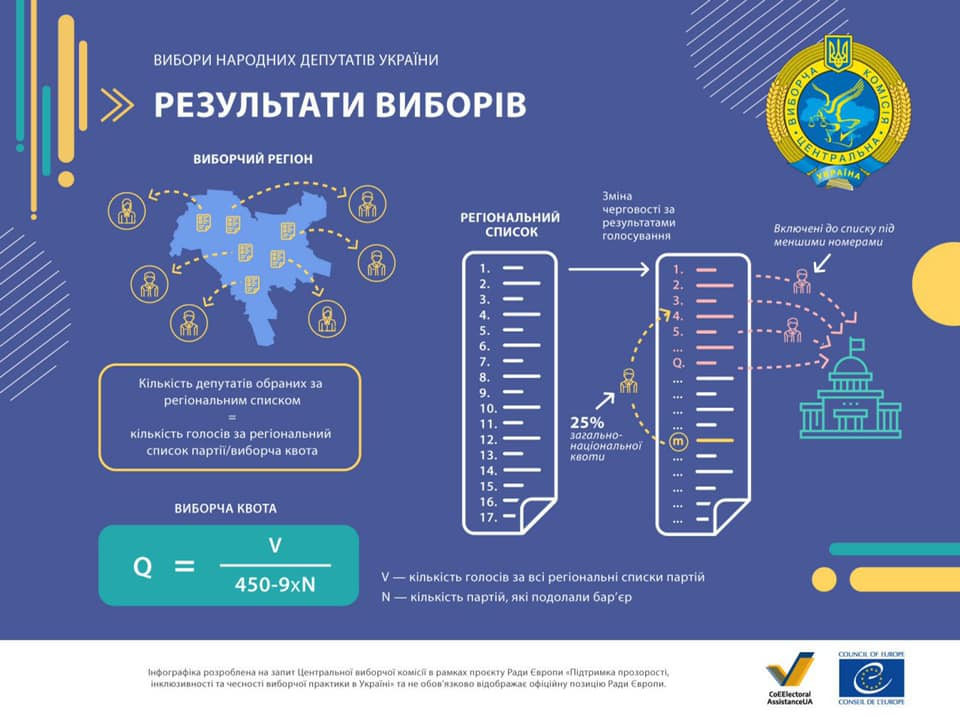 ВИБОРИ НАРОДНИХ ДЕПУТАТІВ УКРАЇНИ
РЕЗУЛЬТАТИ ВИБОРІВ
ВИБОРЧА КОМІСІЯ
ЦЕНТРАЛЬНА
УКРАЇНА
ВИБОРЧИЙ РЕГІОН
Кількість депутатів обраних за
регіональним списком
=
кількість голосів за регіональний
список партії/виборча квота
ВИБОРЧА КВОТА
Q = V
450-9xN
РЕГІОНАЛЬНИЙ
СПИСОК
1.
2.
3.
4.
5.
6.
7.
8.
9.
10.
11.
12.
13.
14.
15.
16.
17.
Зміна
черговості за
результатами
голосування
25%
загально-
національної
квоти
1.
2.
3.
4.
5.
...
Q.
...
...
...
...
m
...
...
...
...
...
Включені до списку під
меншими номерами
V — кількість голосів за всі регіональні списки партій
N — кількість партій, які подолали бар’єр
Інфографіка розроблена на запит Центральної виборчої комісії в рамках проєкту Ради Європи «Підтримка прозорості,
інклюзивності та чесності виборчої практики в Україні» та не обов’язково відображає офіційну позицію Ради Європи.
CoEElectoral
AssistanceUA
COUNCIL OF EUROPE
CONSEIL DE L'EUROPE